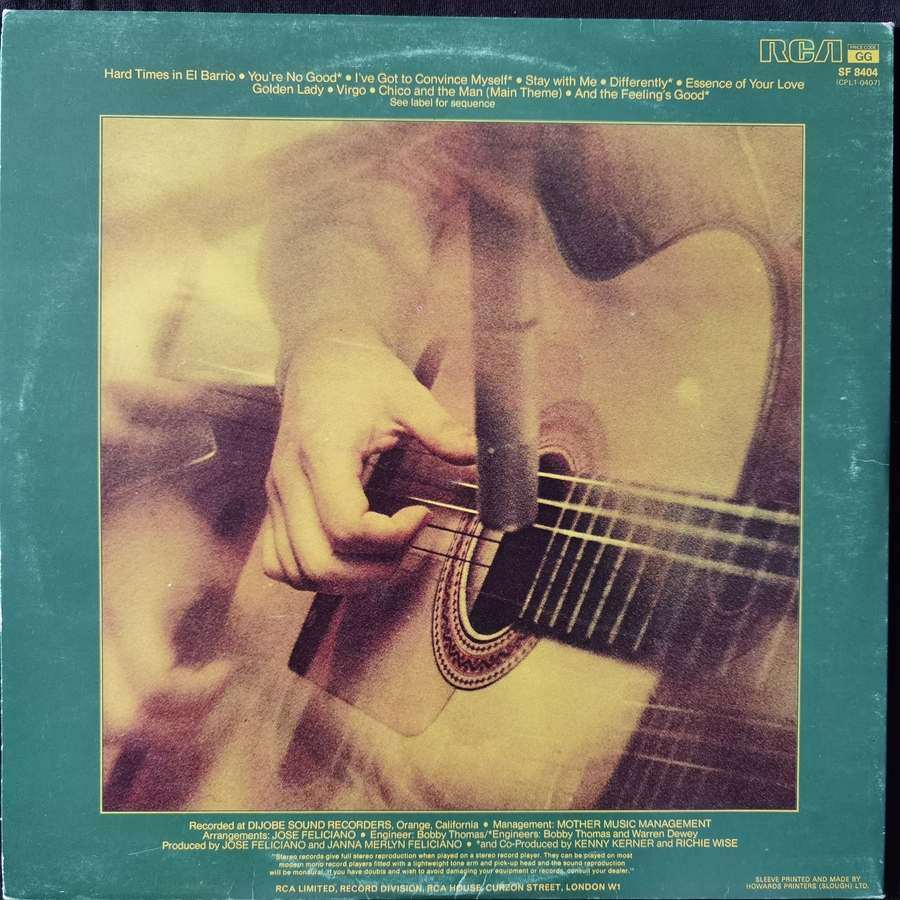 RCA
PRICE CODE
GG
SF 8404
(CPL1-0407)
Hard Times in El Barrio • You're No Good* • I've Got to Convince Myself* • Stay with Me • Differently* • Essence of Your Love
Golden Lady • Virgo • Chico and the Man (Main Theme) • And the Feeling's Good*
See label for sequence
Recorded at DIJOBE SOUND RECORDERS, Orange, California • Management: MOTHER MUSIC MANAGEMENT
Arrangements: JOSE FELICIANO • Engineer: Bobby Thomas/*Engineers: Bobby Thomas and Warren Dewey
Produced by JOSE FELICIANO and JANNA MERLYN FELICIANO • *and Co-Produced by KENNY KERNER and RICHIE WISE
"Stereo records give full stereo reproduction when played on a stereo record player. They can be played on most
modern mono record players fitted with a lightweight tone arm and pick-up head and the sound reproduction
will be monaural. If you have doubts and wish to avoid damaging your equipment or records, consult your dealer."
RCA LIMITED, RECORD DIVISION, RCA HOUSE, CURZON STREET, LONDON W1
SLEEVE PRINTED AND MADE BY
HOWARDS PRINTERS (SLOUGH) LTD.